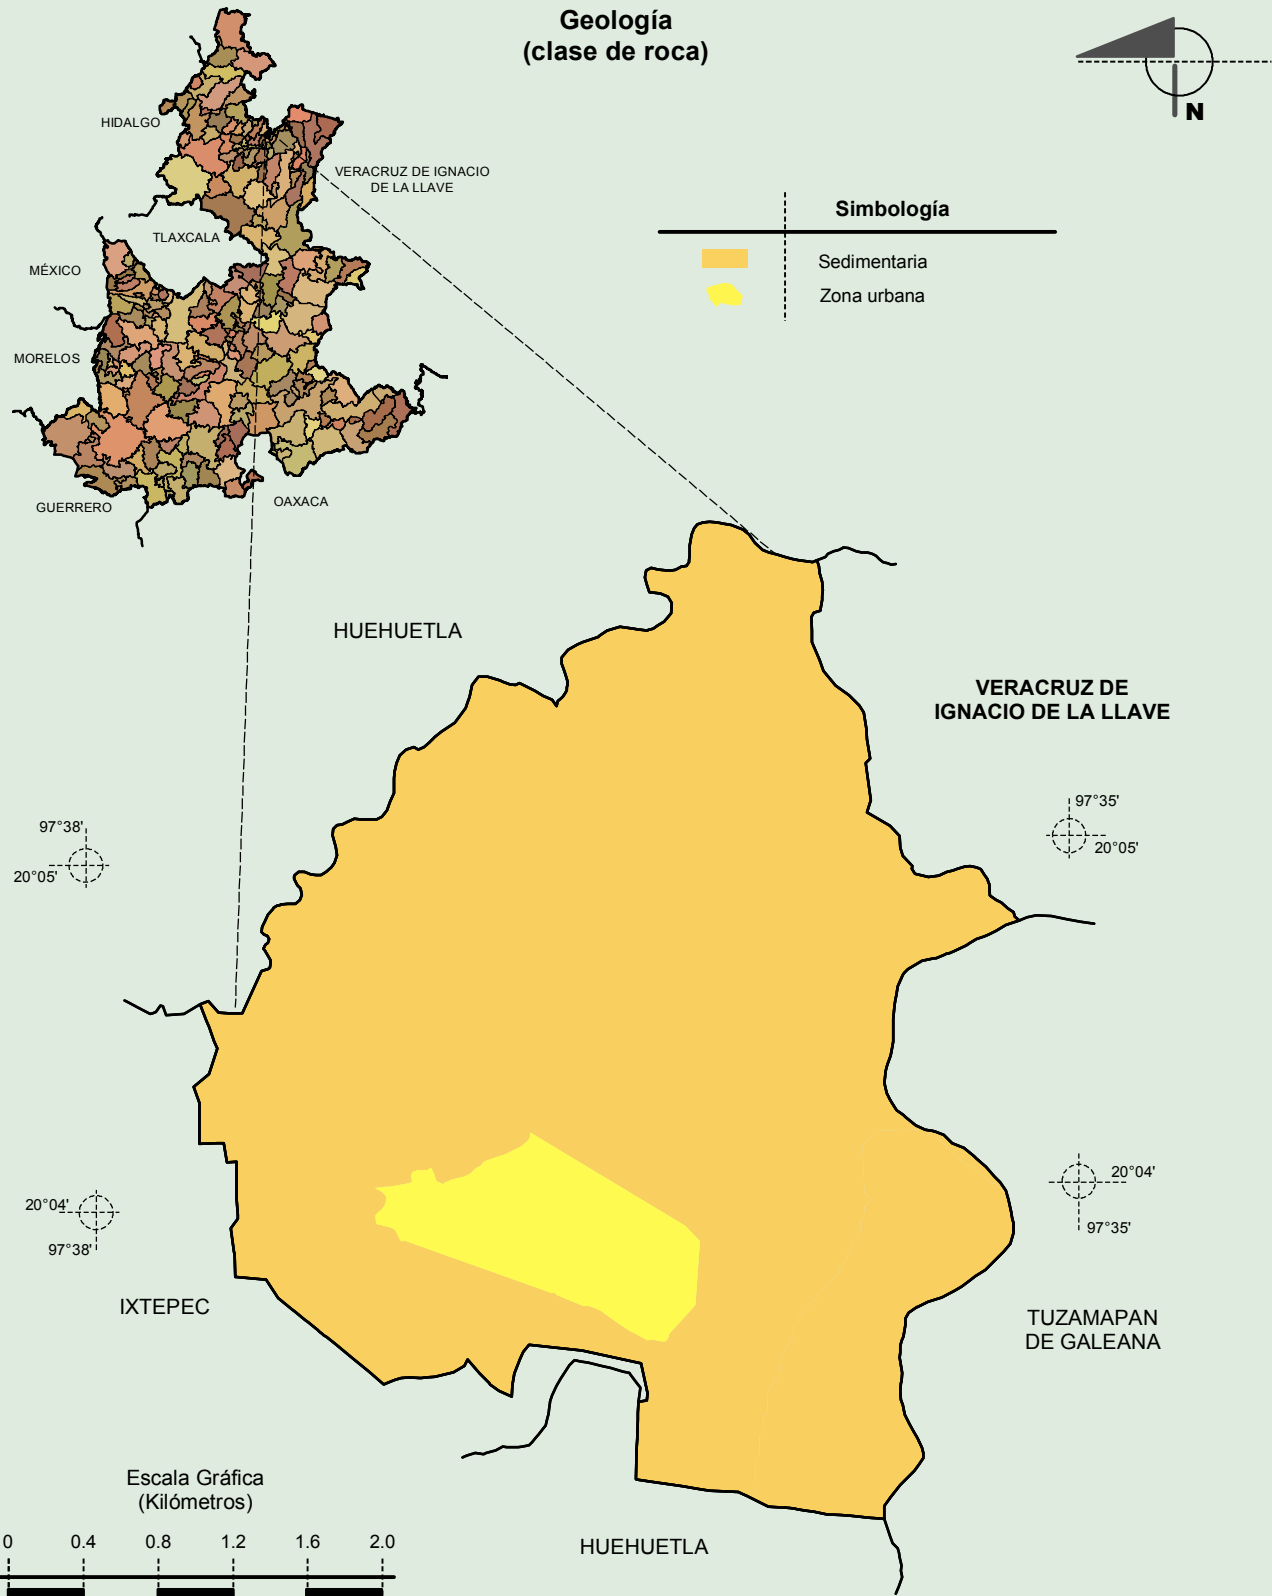 Geología
(clase de roca)
N
HIDALGO
VERACRUZ DE IGNACIO
DE LA LLAVE
TLAXCALA
MÉXICO
MORELOS
GUERRERO
OAXACA
Simbología
Sedimentaria
Zona urbana
HUEHUETLA
VERACRUZ DE
IGNACIO DE LA LLAVE
97°38'
20°05'
97°35'
20°05'
20°04'
97°38'
20°04'
97°35'
IXTEPEC
TUZAMAPAN
DE GALEANA
HUEHUETLA
Escala Gráfica
(Kilómetros)
0 0.4 0.8 1.2 1.6 2.0